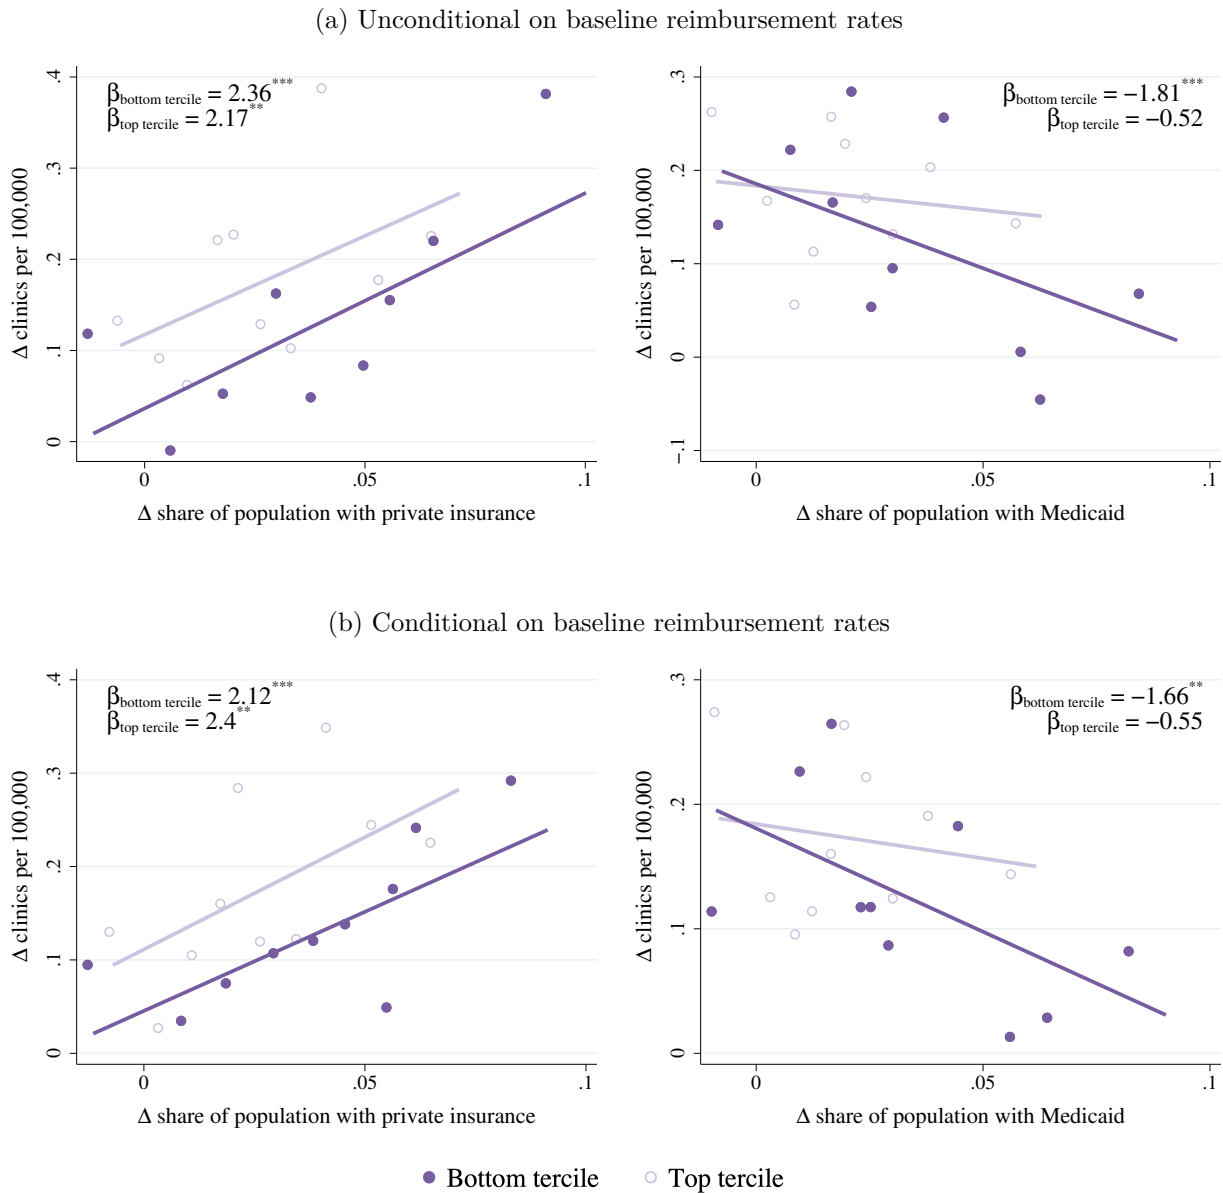 (a) Unconditional on baseline reimbursement rates
βbottom tercile = 2.36***
βtop tercile = 2.17**
Δ clinics per 100,000
.4
.3
.2
.1
0
0
.05
.1
Δ share of population with private insurance
βbottom tercile = −1.81***
βtop tercile = −0.52
Δ clinics per 100,000
.3
.2
.1
0
−.1
0
.05
.1
Δ share of population with Medicaid
(b) Conditional on baseline reimbursement rates
βbottom tercile = 2.12***
βtop tercile = 2.4**
Δ clinics per 100,000
.4
.3
.2
.1
0
0
.05
.1
Δ share of population with private insurance
βbottom tercile = −1.66**
βtop tercile = −0.55
Δ clinics per 100,000
.3
.2
.1
0
0
.05
.1
Δ share of population with Medicaid
Bottom tercile
Top tercile